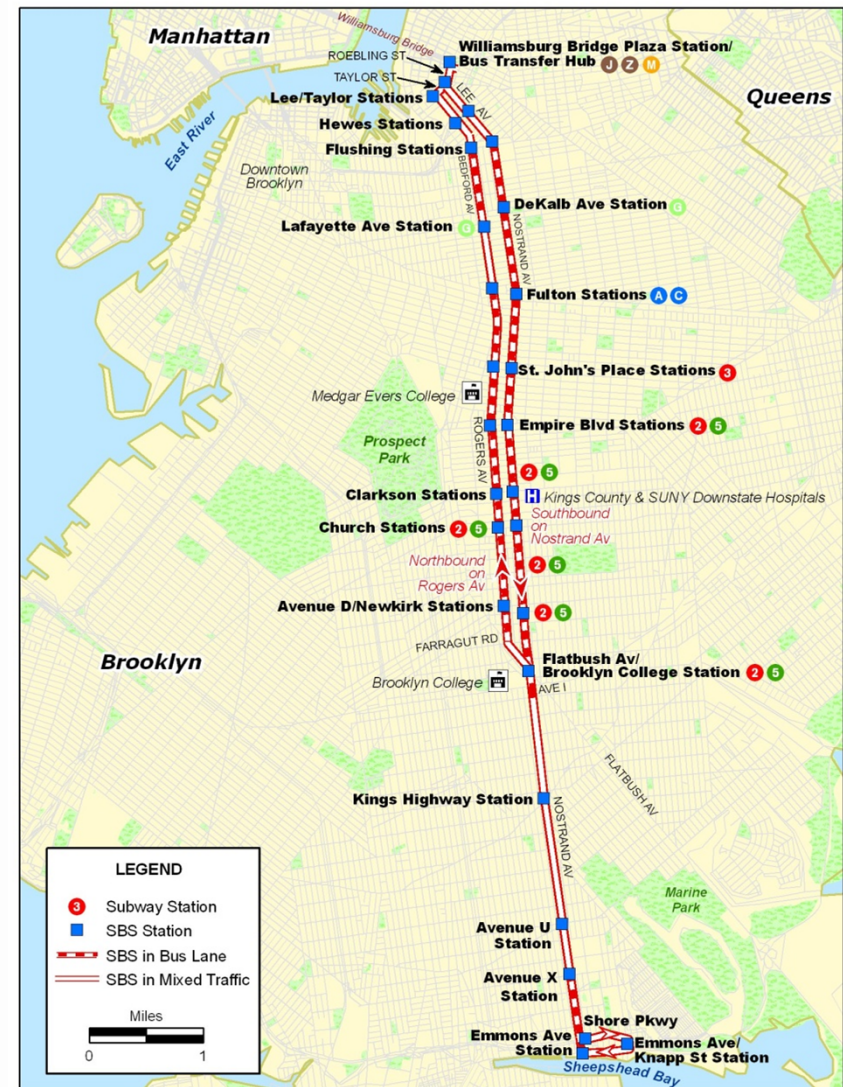 Manhattan
Williamsburg Bridge
Williamsburg Bridge Plaza Station/
Bus Transfer Hub J Z M
ROEBLING ST
TAYLOR ST
LEE AV
Lee/Taylor Stations
Queens
Hewes Stations
East River
Flushing Stations
Downtown
Brooklyn
BEDFORD AV
DeKalb Ave Station G
NOSTRAND AV
Lafayette Ave Station G
Fulton Stations A C
St. John's Place Stations 3
Medgar Evers College
Empire Blvd Stations 2 5
ROGERS AV
Prospect
Park
2 5
Clarkson Stations
H Kings County & SUNY Downstate Hospitals
Church Stations 2 5
Southbound
on
Nostrand Av
Northbound
on
Rogers Av
2 5
Avenue D/Newkirk Stations
2 5
FARRAGUT RD
Brooklyn
Flatbush Av/
Brooklyn College Station 2 5
Brooklyn College
AVE I
FLATBUSH AV
Kings Highway Station
NOSTRAND AV
LEGEND
3 Subway Station
SBS Station
SBS in Bus Lane
SBS in Mixed Traffic
Miles
0 1
Marine
Park
Avenue U
Station
Avenue X
Station
Shore Pkwy
Emmons Ave
Station
Emmons Ave/
Knapp St Station
Sheepshead Bay